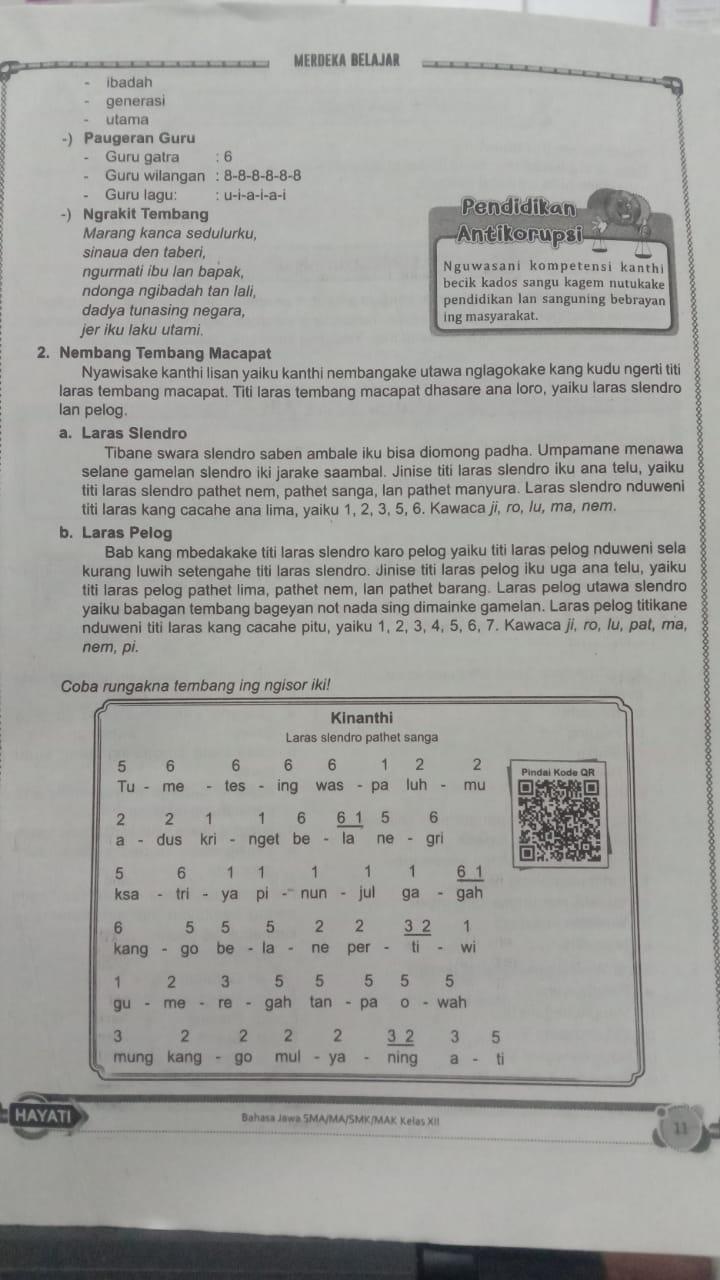 MERDEKA BELAJAR
- ibadah
- generasi
- utama
-) Paugeran Guru
- Guru gatra : 6
- Guru wilangan : 8-8-8-8-8-8
- Guru lagu: : u-i-a-i-a-i
-) Ngrakit Tembang
Marang kanca sedulurku,
sinaua den taberi,
ngurmati ibu lan bapak,
ndonga ngibadah tan lali,
dadya tunasing negara,
jer iku laku utami.
Pendidikan
Antikorupsi
Nguwasani kompetensi kanthi
becik kados sangu kagem nutukake
pendidikan lan sanguning bebrayan
ing masyarakat.
2. Nembang Tembang Macapat
Nyawisake kanthi lisan yaiku kanthi nembangake utawa nglagokake kang kudu ngerti titi
laras tembang macapat. Titi laras tembang macapat dhasare ana loro, yaiku laras slendro
lan pelog.
a. Laras Slendro
Tibane swara slendro saben ambale iku bisa diomong padha. Umpamane menawa
selane gamelan slendro iki jarake saambal. Jinise titi laras slendro iku ana telu, yaiku
titi laras slendro pathet nem, pathet sanga, lan pathet manyura. Laras slendro nduweni
titi laras kang cacahe ana lima, yaiku 1, 2, 3, 5, 6. Kawaca ji, ro, lu, ma, nem.
b. Laras Pelog
Bab kang mbedakake titi laras slendro karo pelog yaiku titi laras pelog nduweni sela
kurang luwih setengahe titi laras slendro. Jinise titi laras pelog iku uga ana telu, yaiku
titi laras pelog pathet lima, pathet nem, lan pathet barang. Laras pelog utawa slendro
yaiku babagan tembang bageyan not nada sing dimainke gamelan. Laras pelog titikane
nduweni titi laras kang cacahe pitu, yaiku 1, 2, 3, 4, 5, 6, 7. Kawaca ji, ro, lu, pat, ma,
nem, pi.
Coba rungakna tembang ing ngisor iki!
Kinanthi
Laras slendro pathet sanga
5 6 6 6 6 1 2 2
Tu - me - tes - ing was - pa luh - mu
2 2 1 1 6 6 1 5 6
a - dus kri - nget be - la ne - gri
5 6 1 1 1 1 1 6 1
ksa - tri - ya pi - nun - jul ga - gah
6 5 5 5 2 2 3 2 1
kang - go be - la - ne per - ti - wi
1 2 3 5 5 5 5 5
gu - me - re - gah tan - pa o - wah
3 2 2 2 2 3 2 3 5
mung kang - go mul - ya - ning a - ti
Pindai Kode QR
HAYATI
Bahasa Jawa SMA/MA/SMK/MAK Kelas XII
11